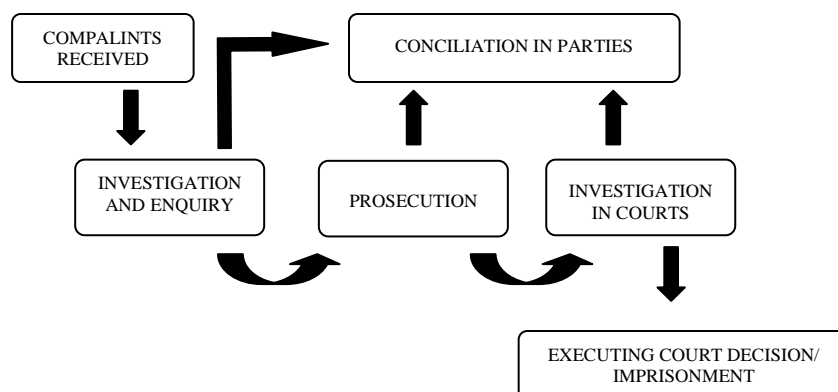 COMPALINTS
RECEIVED
CONCILIATION IN PARTIES
INVESTIGATION
AND ENQUIRY
PROSECUTION
INVESTIGATION
IN COURTS
EXECUTING COURT DECISION/
IMPRISONMENT